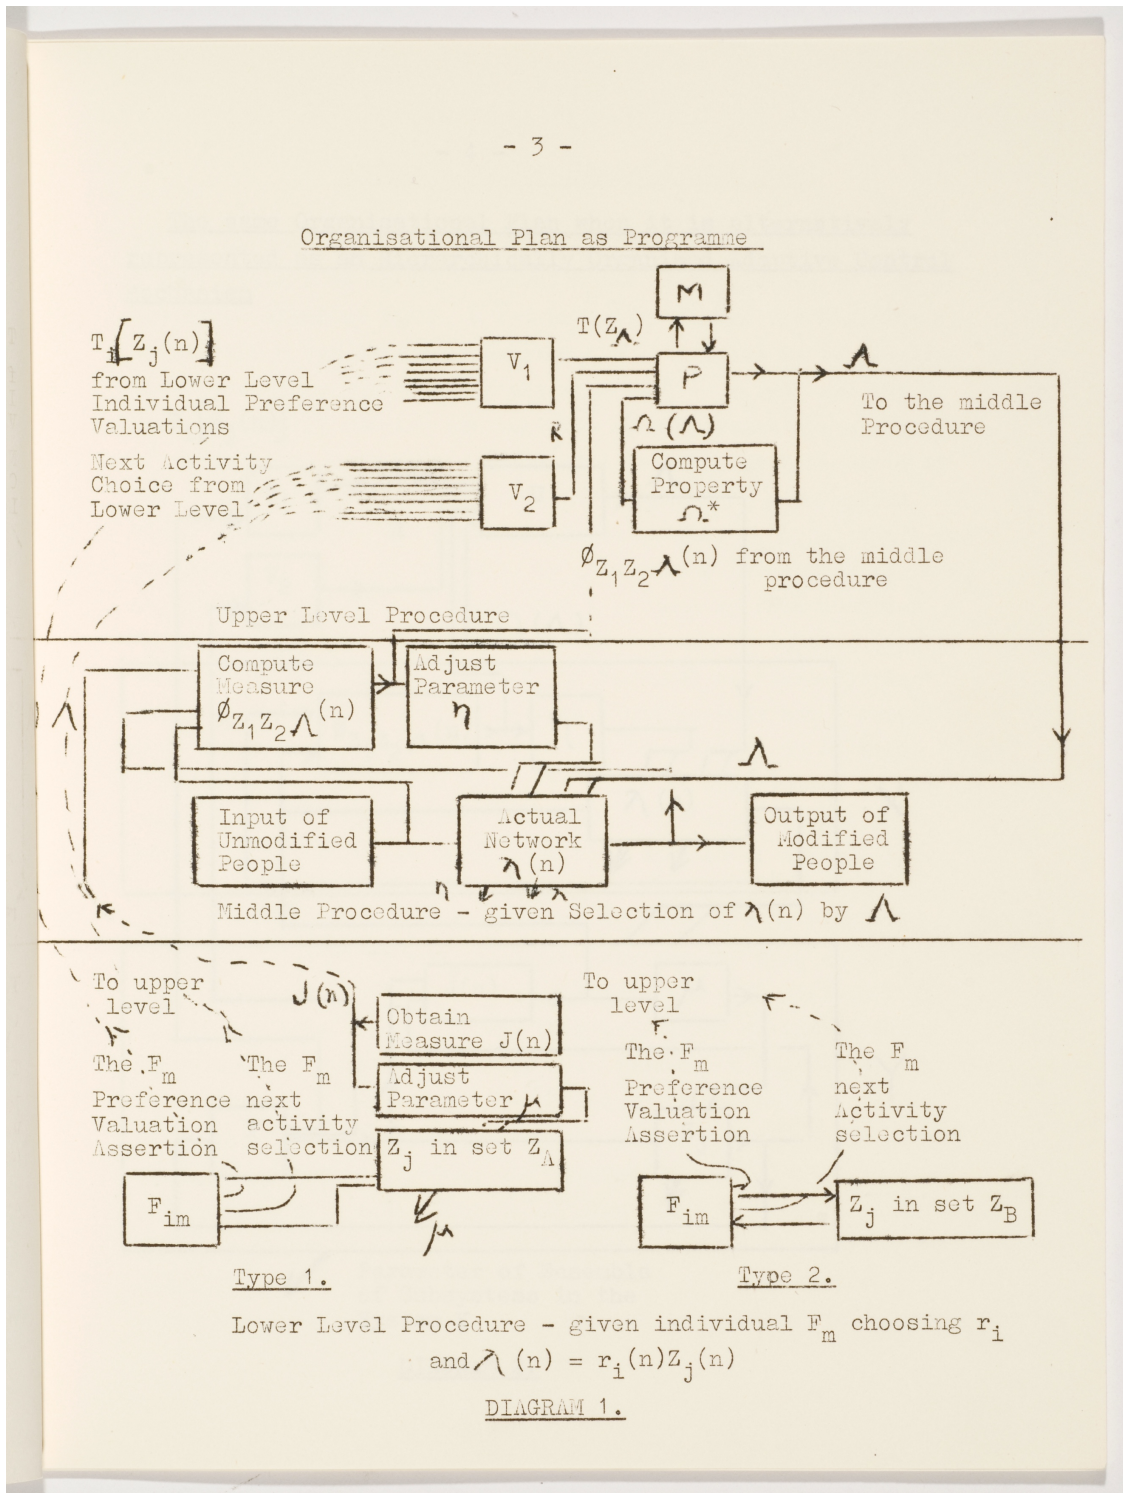 - 3 -
Organisational Plan as Programme
M
T(Z_Λ)
T_i[Z_j(n)]
from Lower Level
Individual Preference
Valuations
V_1
P
Λ
To the middle
Procedure
R
Ω(Λ)
Next Activity
Choice from
Lower Level
V_2
Compute
Property
Ω*
Ø_{Z_1Z_2Λ}(n) from the middle
procedure
Upper Level Procedure
Λ
Compute
Measure
Ø_{Z_1Z_2Λ}(n)
Adjust
Parameter
η
Λ
Input of
Unmodified
People
Actual
Network
λ(n)
Output of
Modified
People
η
λ
Middle Procedure - given Selection of λ(n) by Λ
To upper
level
J(n)
Obtain
Measure J(n)
Adjust
Parameter μ
The F_m
Preference
Valuation
Assertion
The F_m
next
activity
selection
Z_j in set Z_A
F_im
μ
Type 1.
To upper
level
The F_m
Preference
Valuation
Assertion
The F_m
next
Activity
selection
F_im
Z_j in set Z_B
Type 2.
Lower Level Procedure - given individual F_m choosing r_i
and λ(n) = r_i(n)Z_j(n)
DIAGRAM 1.